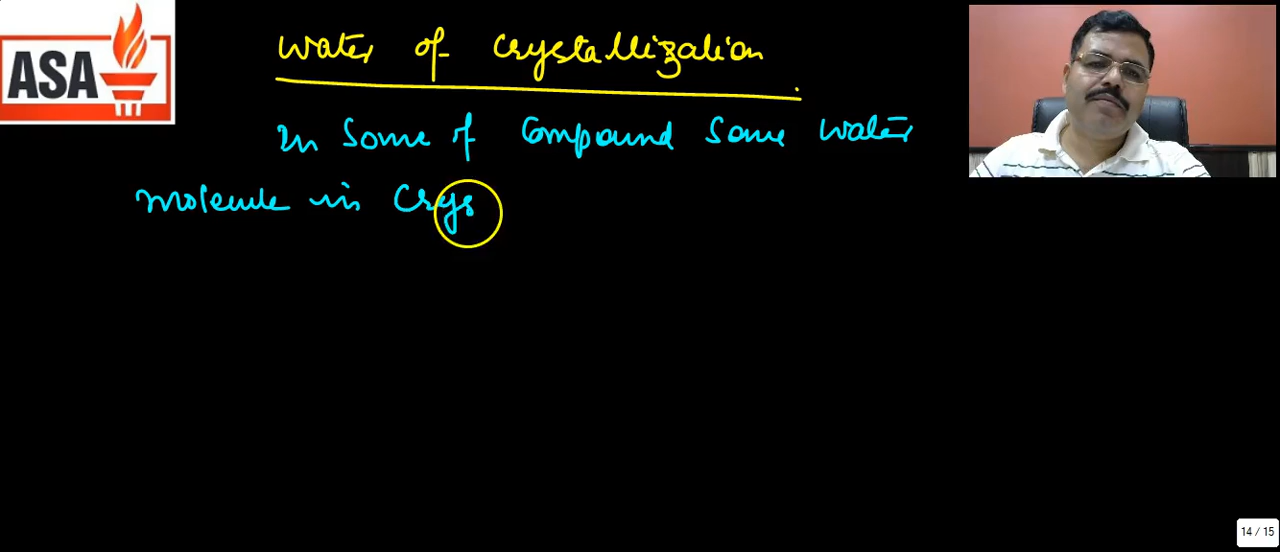 ASA
Water of Crystallization
In Some of Compound Some water
molecule in Crys
14 / 15